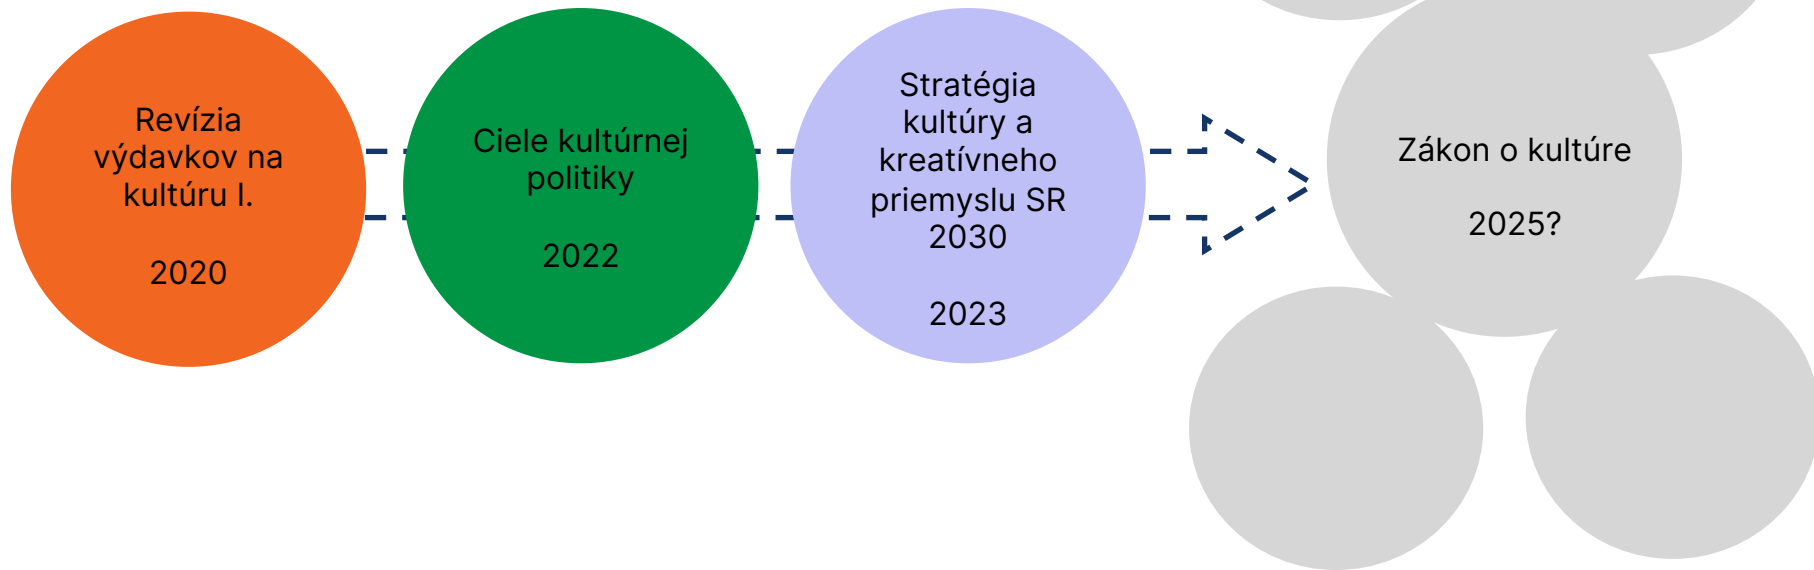 Revízia
výdavkov na
kultúru I.
2020
Ciele kultúrnej
politiky
2022
Stratégia
kultúry a
kreatívneho
priemyslu SR
2030
2023
Zákon o kultúre
2025?